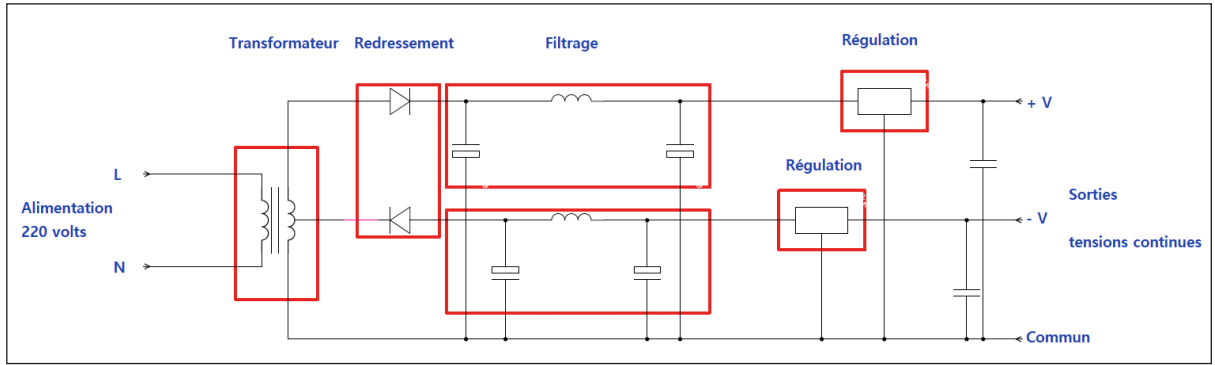 Transformateur
Redressement
Filtrage
Régulation
+ V
L
Régulation
Alimentation
220 volts
Sorties
- V
tensions continues
N
Commun